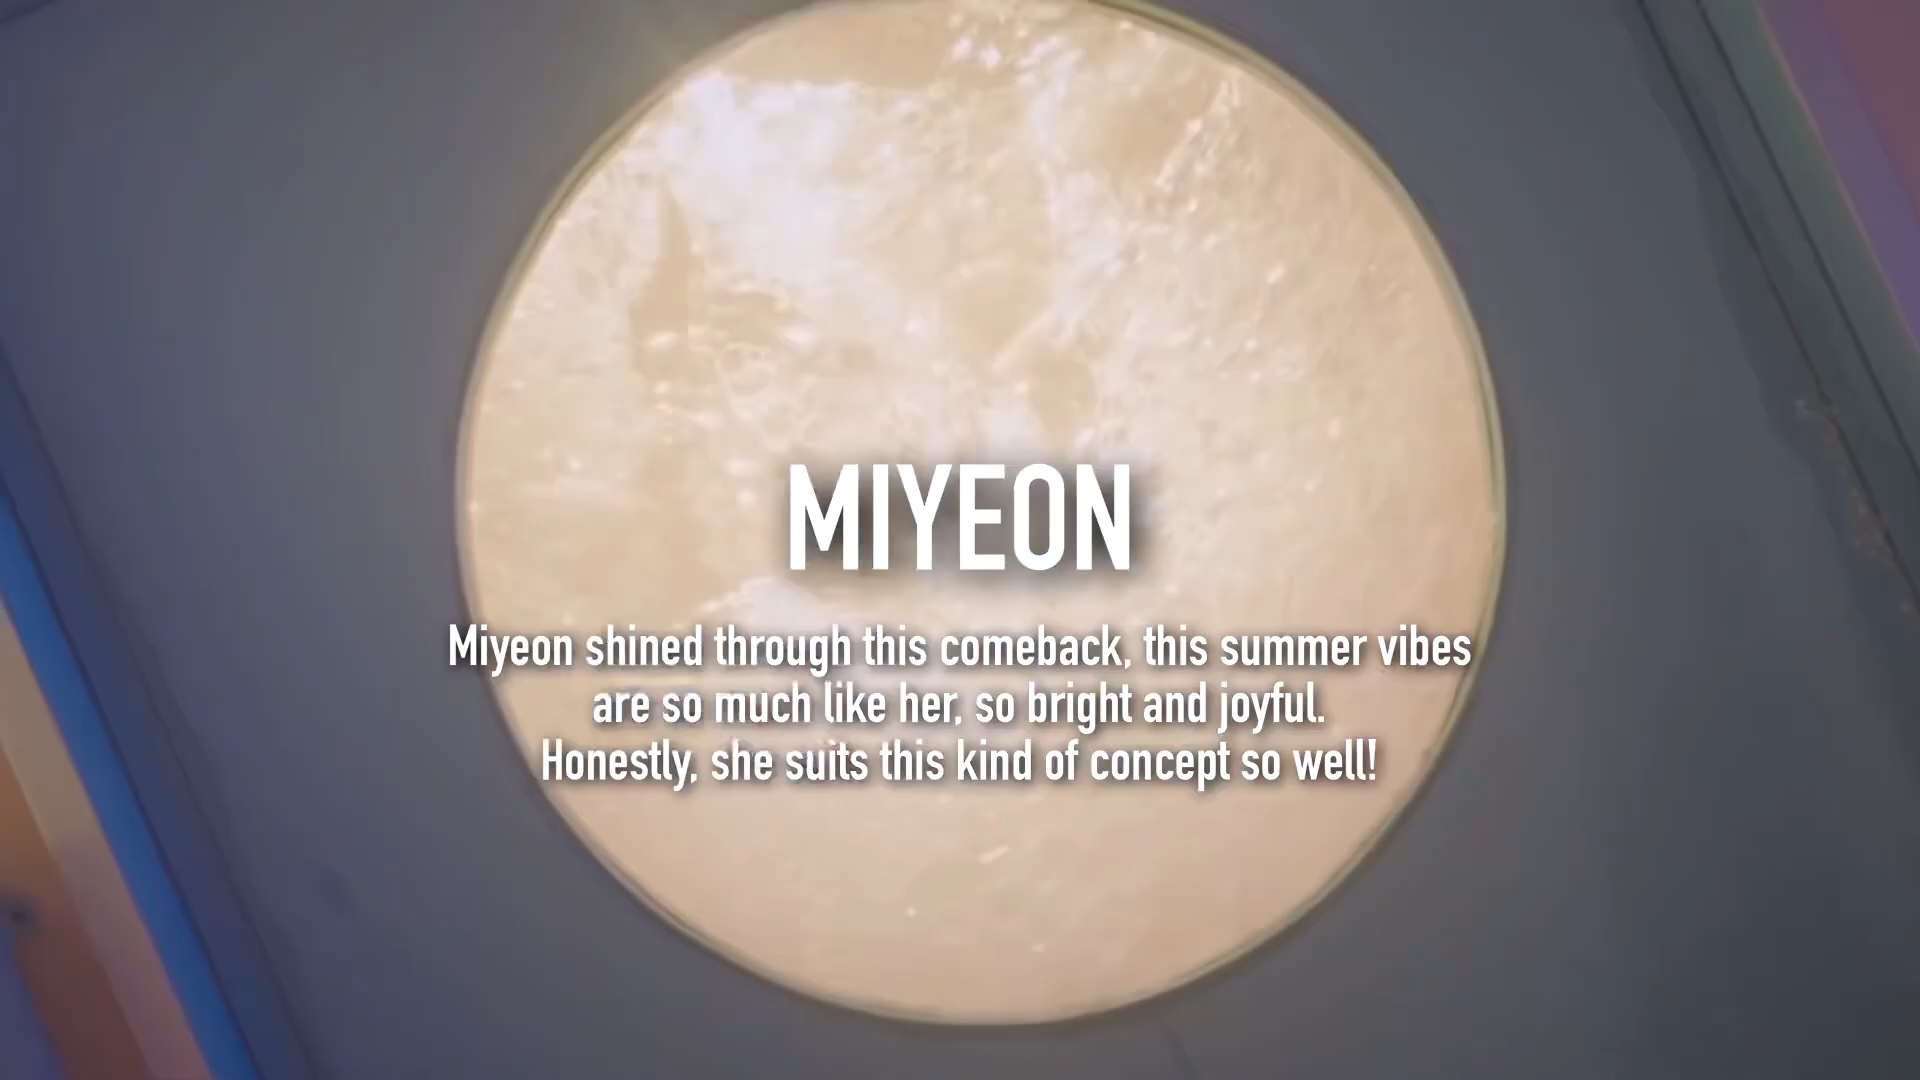 MIYEON
Miyeon shined through this comeback, this summer vibes
are so much like her, so bright and joyful.
Honestly, she suits this kind of concept so well!